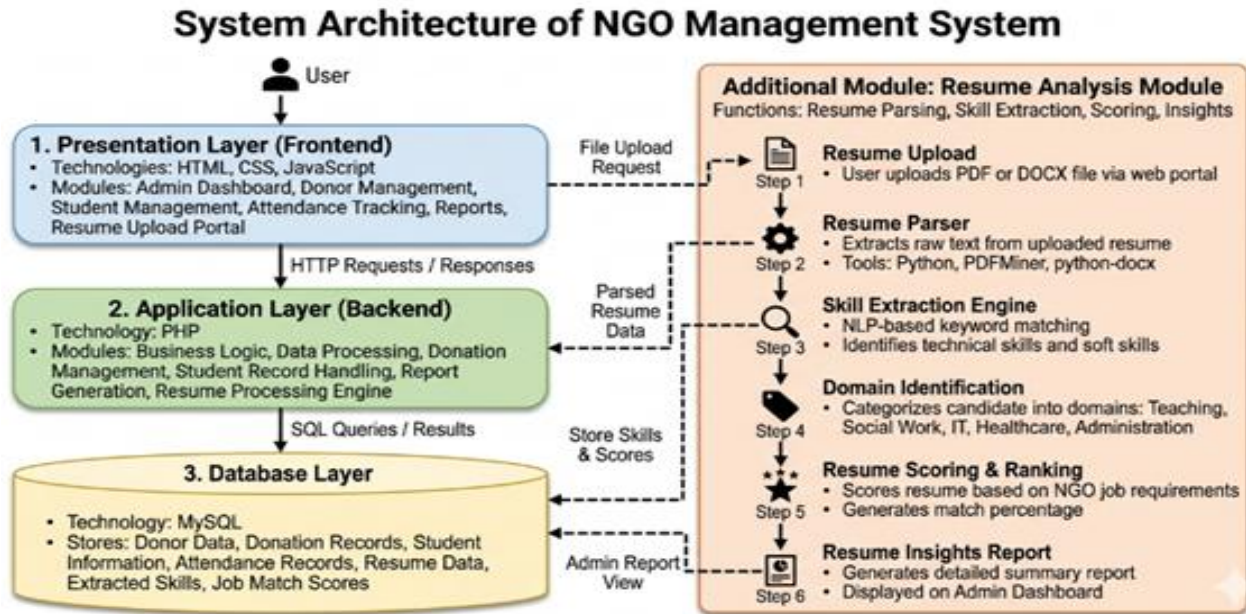 System Architecture of NGO Management System
User
1. Presentation Layer (Frontend)
• Technologies: HTML, CSS, JavaScript
• Modules: Admin Dashboard, Donor Management,
Student Management, Attendance Tracking, Reports,
Resume Upload Portal
HTTP Requests / Responses
2. Application Layer (Backend)
• Technology: PHP
• Modules: Business Logic, Data Processing, Donation
Management, Student Record Handling, Report
Generation, Resume Processing Engine
SQL Queries / Results
3. Database Layer
• Technology: MySQL
• Stores: Donor Data, Donation Records, Student
Information, Attendance Records, Resume Data,
Extracted Skills, Job Match Scores
File Upload
Request
Parsed
Resume
Data
Store Skills
& Scores
Admin Report
View
Additional Module: Resume Analysis Module
Functions: Resume Parsing, Skill Extraction, Scoring, Insights
Step 1
Resume Upload
• User uploads PDF or DOCX file via web portal
Step 2
Resume Parser
• Extracts raw text from uploaded resume
• Tools: Python, PDFMiner, python-docx
Step 3
Skill Extraction Engine
• NLP-based keyword matching
• Identifies technical skills and soft skills
Step 4
Domain Identification
• Categorizes candidate into domains: Teaching,
Social Work, IT, Healthcare, Administration
Step 5
Resume Scoring & Ranking
• Scores resume based on NGO job requirements
• Generates match percentage
Step 6
Resume Insights Report
• Generates detailed summary report
• Displayed on Admin Dashboard